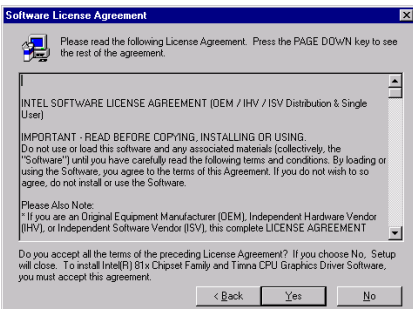 Software License Agreement
Please read the following License Agreement. Press the PAGE DOWN key to see
the rest of the agreement.
INTEL SOFTWARE LICENSE AGREEMENT (OEM / IHV / ISV Distribution & Single
User)
IMPORTANT - READ BEFORE COPYING, INSTALLING OR USING.
Do not use or load this software and any associated materials (collectively, the
"Software") until you have carefully read the following terms and conditions. By loading or
using the Software, you agree to the terms of this Agreement. If you do not wish to so
agree, do not install or use the Software.
Please Also Note:
* If you are an Original Equipment Manufacturer (OEM), Independent Hardware Vendor
(IHV), or Independent Software Vendor (ISV), this complete LICENSE AGREEMENT
Do you accept all the terms of the preceding License Agreement? If you choose No, Setup
will close. To install Intel(R) 81x Chipset Family and Timna CPU Graphics Driver Software,
you must accept this agreement.
< Back Yes No